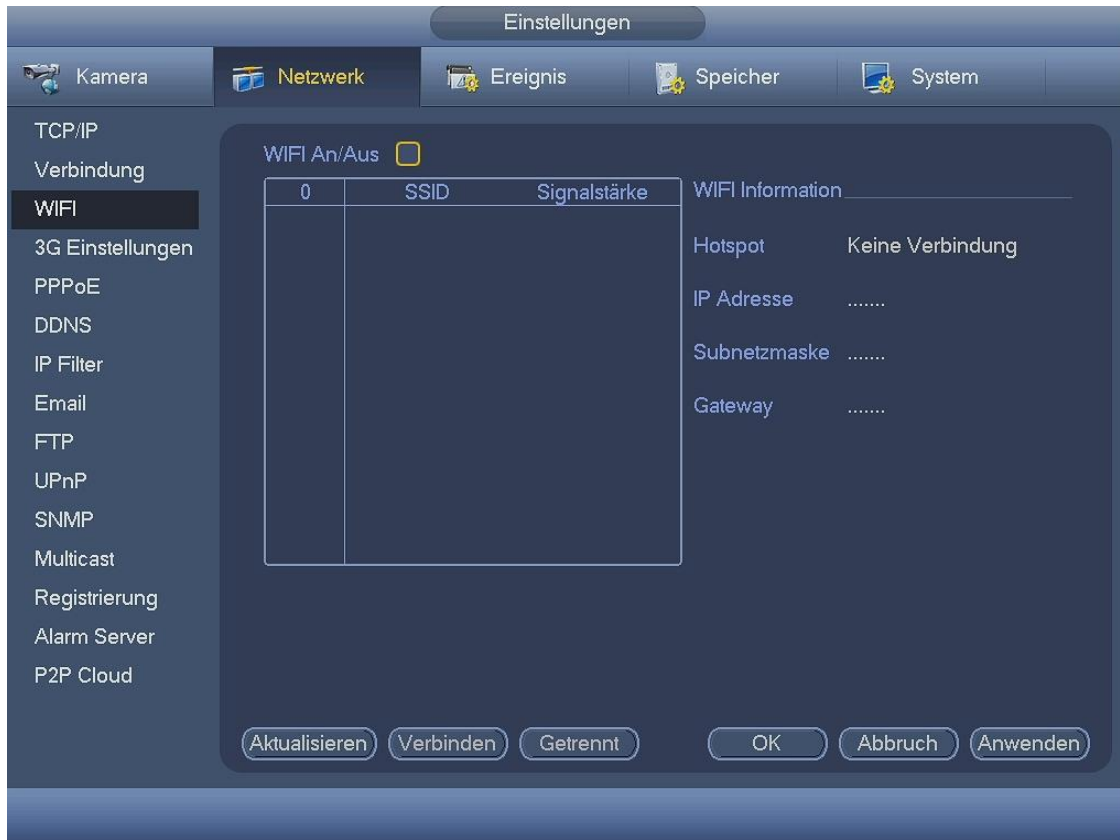 Einstellungen
Kamera
Netzwerk
Ereignis
Speicher
System
TCP/IP
Verbindung
WIFI
3G Einstellungen
PPPoE
DDNS
IP Filter
Email
FTP
UPnP
SNMP
Multicast
Registrierung
Alarm Server
P2P Cloud
WIFI An/Aus
0 SSID Signalstärke
WIFI Information
Hotspot Keine Verbindung
IP Adresse .......
Subnetzmaske .......
Gateway .......
Aktualisieren Verbinden Getrennt OK Abbruch Anwenden